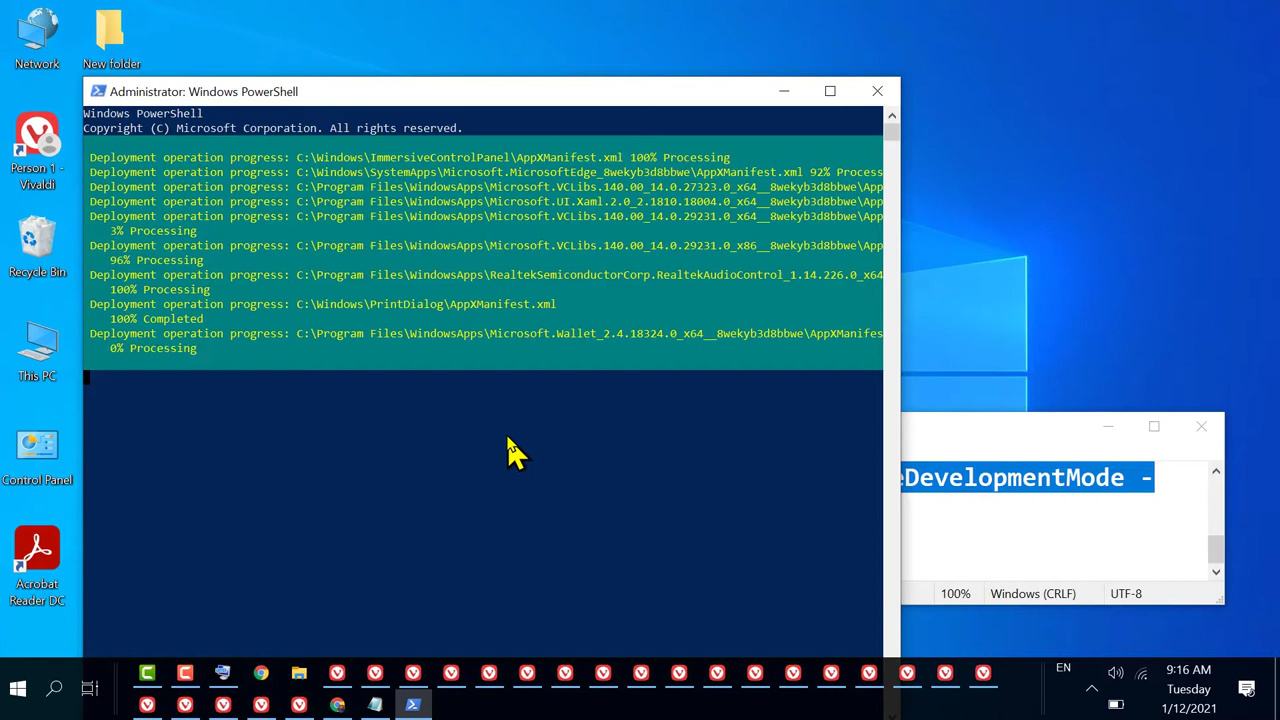 Network
New folder
Person 1 -
Vivaldi
Recycle Bin
This PC
Control Panel
Acrobat
Reader DC
Administrator: Windows PowerShell
Windows PowerShell
Copyright (C) Microsoft Corporation. All rights reserved.
Deployment operation progress: C:\Windows\ImmersiveControlPanel\AppXManifest.xml 100% Processing
Deployment operation progress: C:\Windows\SystemApps\Microsoft.MicrosoftEdge_8wekyb3d8bbwe\AppXManifest.xml 92% Process
Deployment operation progress: C:\Program Files\WindowsApps\Microsoft.VCLibs.140.00_14.0.27323.0_x64__8wekyb3d8bbwe\App
Deployment operation progress: C:\Program Files\WindowsApps\Microsoft.UI.Xaml.2.0_2.1810.18004.0_x64__8wekyb3d8bbwe\App
Deployment operation progress: C:\Program Files\WindowsApps\Microsoft.VCLibs.140.00_14.0.29231.0_x64__8wekyb3d8bbwe\App
3% Processing
Deployment operation progress: C:\Program Files\WindowsApps\Microsoft.VCLibs.140.00_14.0.29231.0_x86__8wekyb3d8bbwe\App
96% Processing
Deployment operation progress: C:\Program Files\WindowsApps\RealtekSemiconductorCorp.RealtekAudioControl_1.14.226.0_x64
100% Processing
Deployment operation progress: C:\Windows\PrintDialog\AppXManifest.xml
100% Completed
Deployment operation progress: C:\Program Files\WindowsApps\Microsoft.Wallet_2.4.18324.0_x64__8wekyb3d8bbwe\AppXManifes
0% Processing
eDevelopmentMode -
100%
Windows (CRLF)
UTF-8
EN
9:16 AM
Tuesday
1/12/2021